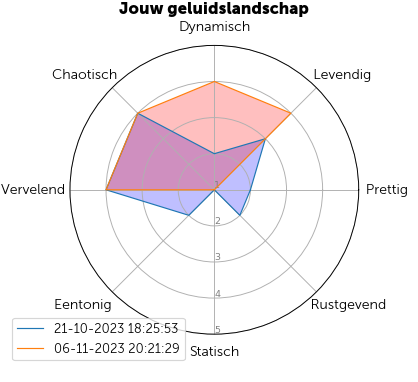 Jouw geluidslandschap
Dynamisch
Chaotisch
Levendig
Vervelend
1
Prettig
2
3
4
Eentonig
Rustgevend
5
Statisch
21-10-2023 18:25:53
06-11-2023 20:21:29